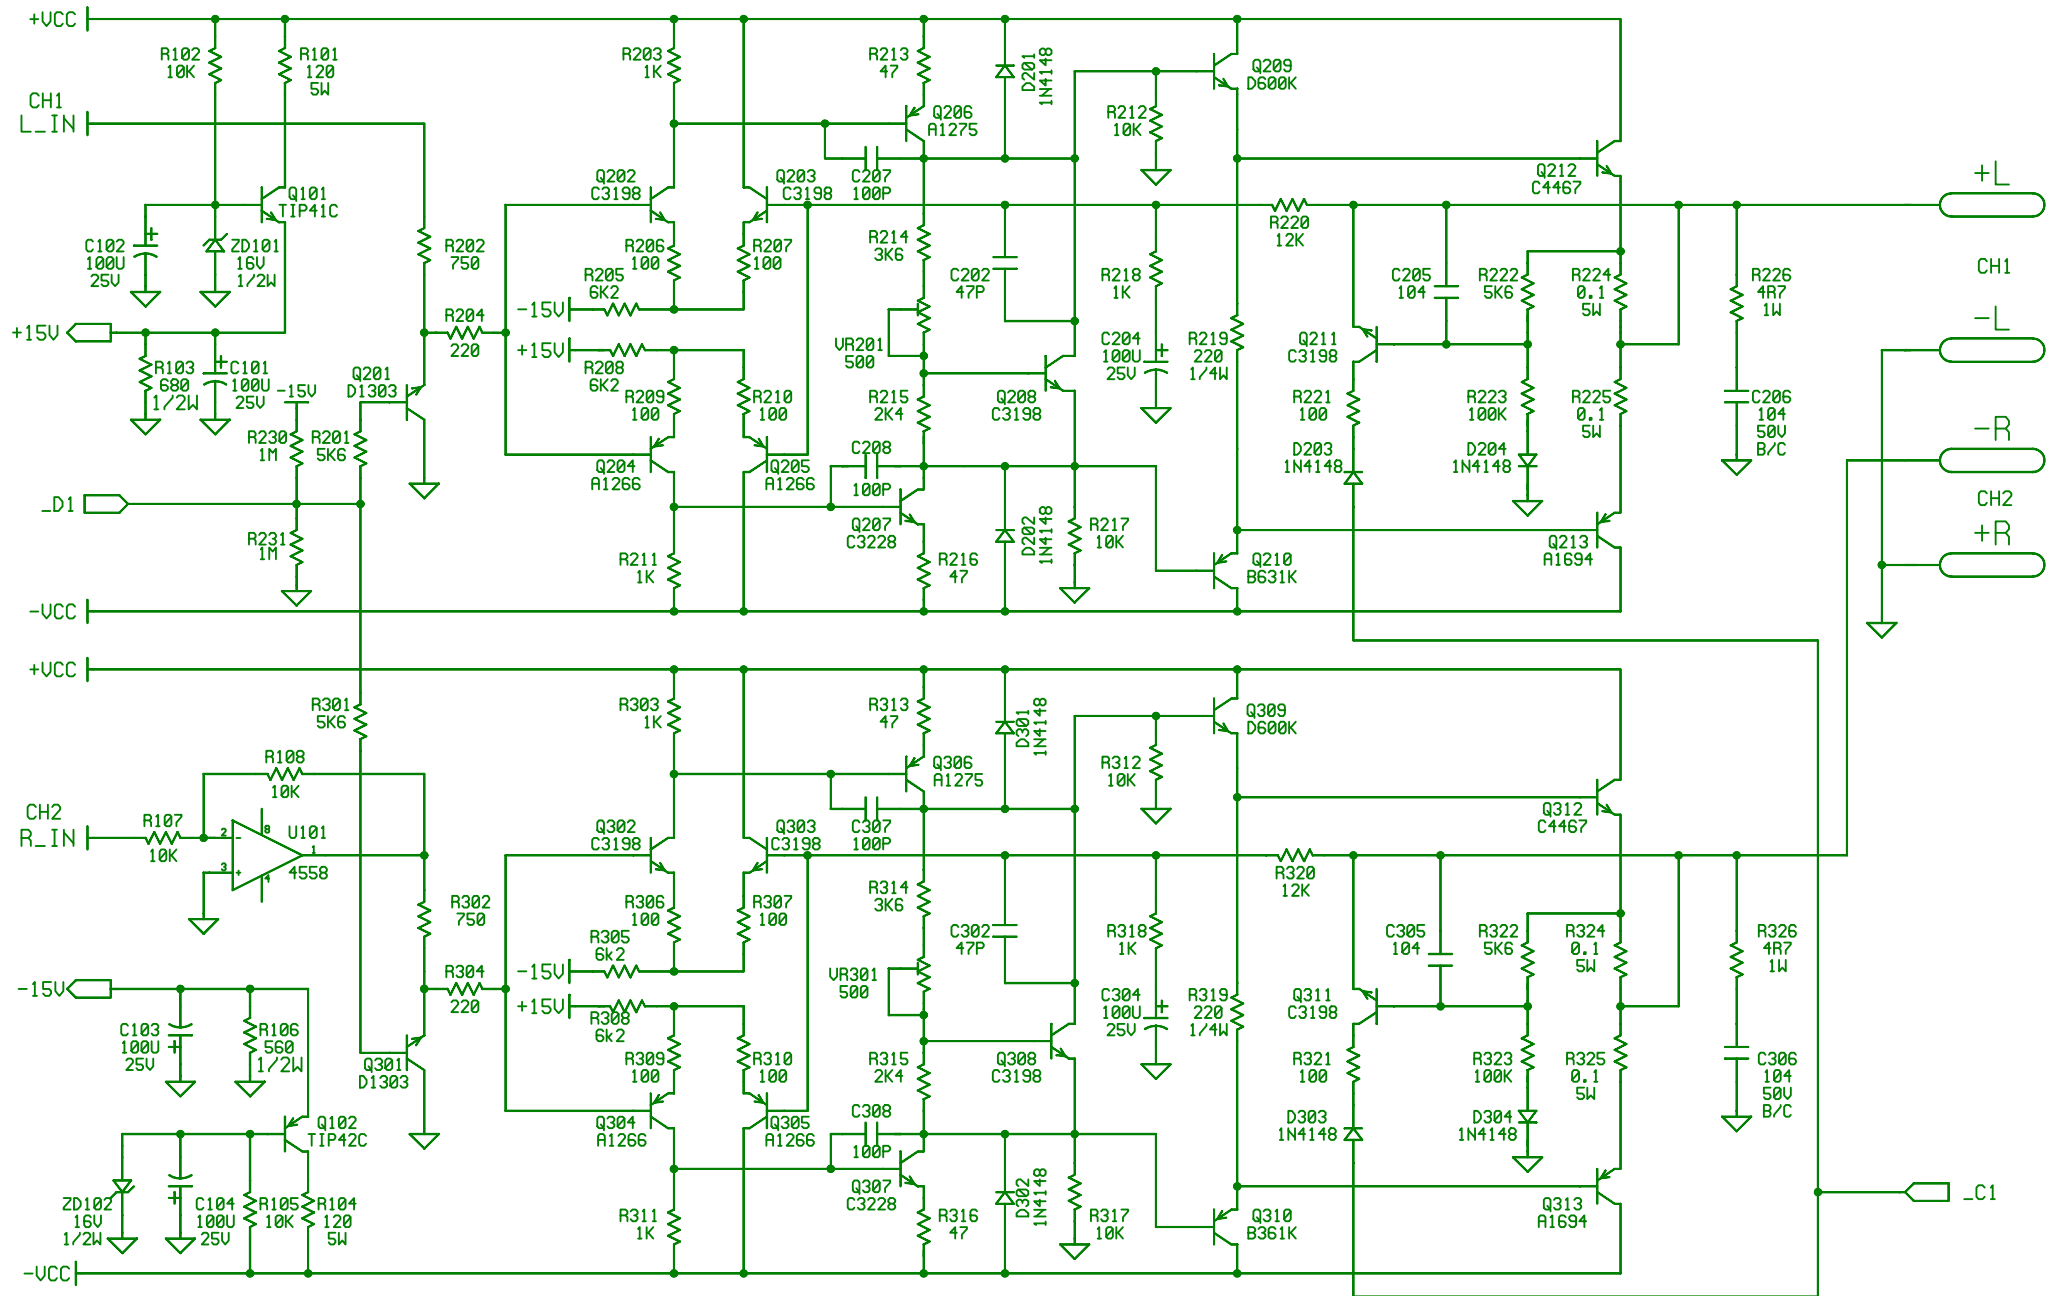 +VCC
R102
10K
R101
120
5W
R203
1K
R213
47
D201
1N4148
Q209
D600K
CH1
L_IN
Q206
A1275
R212
10K
Q101
TIP41C
Q202
C3198
Q203
C3198
C207
100P
Q212
C4467
+L
C102
100U
25V
+
ZD101
16V
1/2W
R202
750
R206
100
R207
100
R205
6K2
-15V
R214
3K6
C202
47P
R218
1K
R220
12K
C205
104
R222
5K6
R224
0.1
5W
R226
4R7
1W
CH1
+15V
R204
220
+15V
R208
6K2
VR201
500
C204
100U
25V
+
R219
220
1/4W
Q211
C3198
-L
R103
680
1/2W
C101
100U
25V
+
-15V
Q201
D1303
R209
100
R210
100
R215
2K4
Q208
C3198
R221
100
R223
100K
R225
0.1
5W
C206
104
50V
B/C
R230
1M
R201
5K6
Q204
A1266
Q205
A1266
C208
100P
D203
1N4148
D204
1N4148
-R
_D1
R231
1M
Q207
C3228
D202
1N4148
R217
10K
CH2
R211
1K
R216
47
Q210
B631K
Q213
A1694
+R
-VCC
+VCC
R301
5K6
R303
1K
R313
47
D301
1N4148
Q309
D600K
R108
10K
Q306
A1275
R312
10K
CH2
R_IN
R107
10K
2
-
3
+
8
4
1
U101
4558
Q302
C3198
Q303
C3198
C307
100P
Q312
C4467
R302
750
R306
100
R307
100
R305
6k2
-15V
R314
3K6
C302
47P
R318
1K
R320
12K
C305
104
R322
5K6
R324
0.1
5W
R326
4R7
1W
-15V
R304
220
+15V
R308
6k2
VR301
500
C304
100U
25V
+
R319
220
1/4W
Q311
C3198
C103
100U
25V
+
R106
560
1/2W
Q301
D1303
R309
100
R310
100
R315
2K4
Q308
C3198
R321
100
R323
100K
R325
0.1
5W
C306
104
50V
B/C
Q102
TIP42C
Q304
A1266
Q305
A1266
C308
100P
D303
1N4148
D304
1N4148
ZD102
16V
1/2W
+
C104
100U
25V
R105
10K
R104
120
5W
R311
1K
Q307
C3228
R316
47
D302
1N4148
R317
10K
Q310
B361K
Q313
A1694
_C1
-VCC